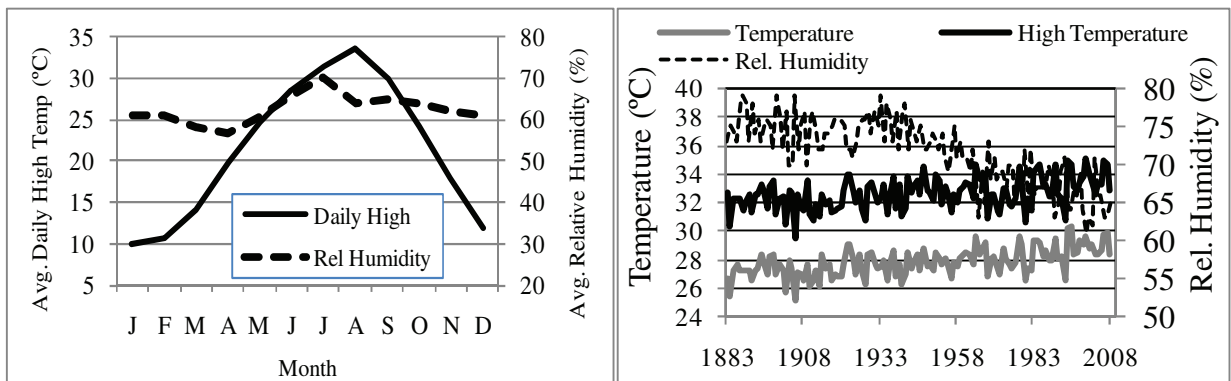 Avg. Daily High Temp (ºC)
35
30
25
20
15
10
5
80
70
60
50
40
30
20
Avg. Relative Humidity (%)
Daily High
Rel Humidity
J F M A M J J A S O N D
Month
Temperature
High Temperature
Rel. Humidity
Temperature (ºC)
40
38
36
34
32
30
28
26
24
80
75
70
65
60
55
50
Rel. Humidity (%)
1883 1908 1933 1958 1983 2008